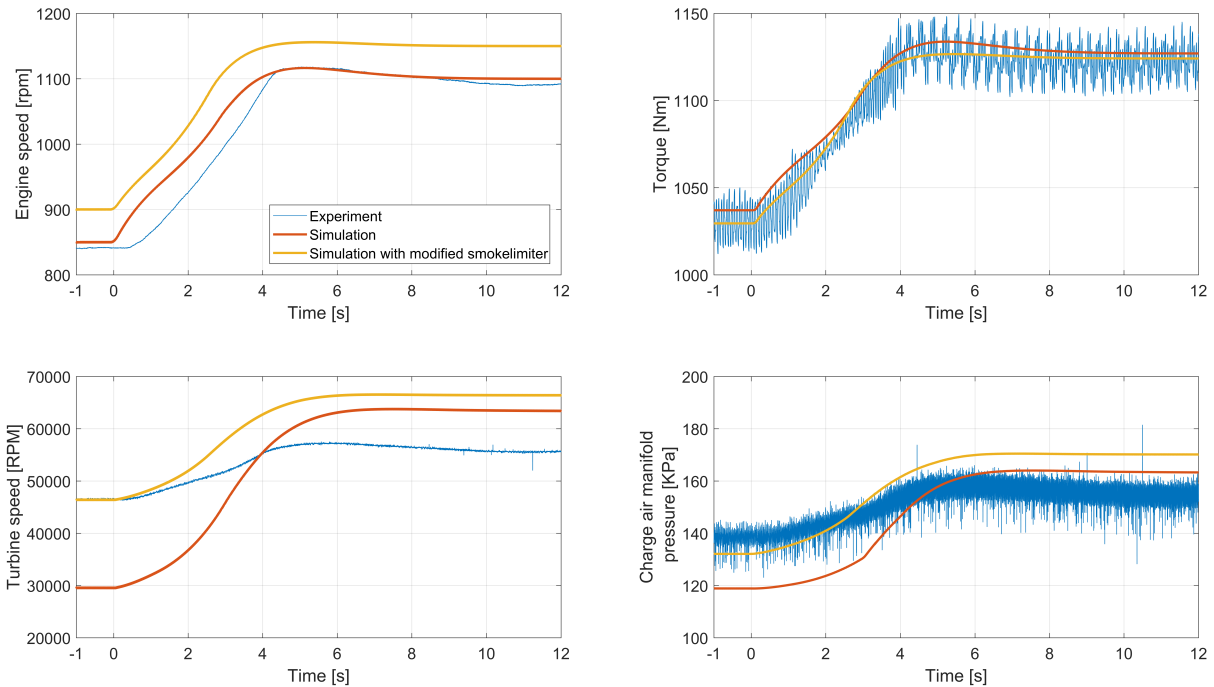 1200
1100
1000
900
800
Engine speed [rpm]
Experiment
Simulation
Simulation with modified smokelimiter
-1 0 2 4 6 8 10 12
Time [s]
1150
1100
1050
1000
Torque [Nm]
-1 0 2 4 6 8 10 12
Time [s]
70000
60000
50000
40000
30000
20000
Turbine speed [RPM]
-1 0 2 4 6 8 10 12
Time [s]
200
180
160
140
120
100
Charge air manifold
pressure [KPa]
-1 0 2 4 6 8 10 12
Time [s]